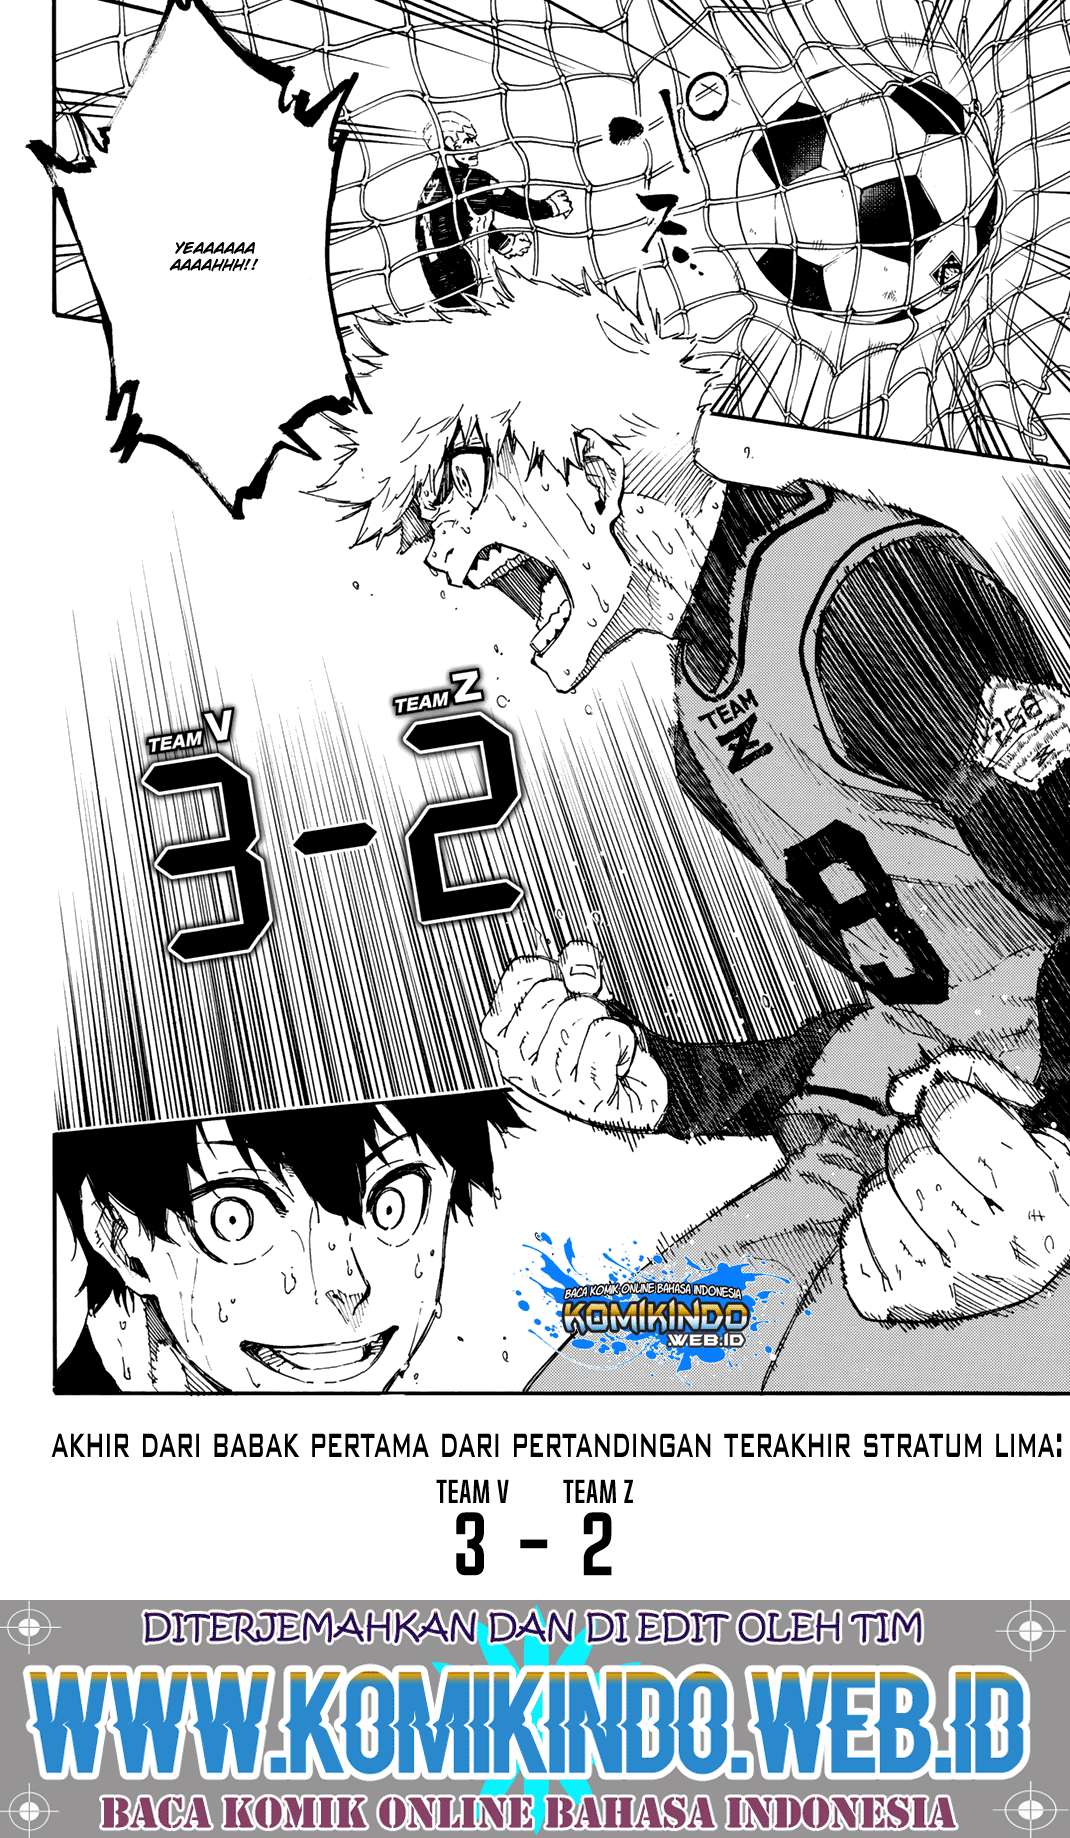 YEAAAAAA
AAAAHHH!!
TEAM V
TEAM Z
3-2
TEAM
Z
8
BACA KOMIK ONLINE BAHASA INDONESIA
KOMIKINDO
.WEB.ID
AKHIR DARI BABAK PERTAMA DARI PERTANDINGAN TERAKHIR STRATUM LIMA:
TEAM V TEAM Z
3 - 2
DITERJEMAHKAN DAN DI EDIT OLEH TIM
WWW.KOMIKINDO.WEB.ID
BACA KOMIK ONLINE BAHASA INDONESIA